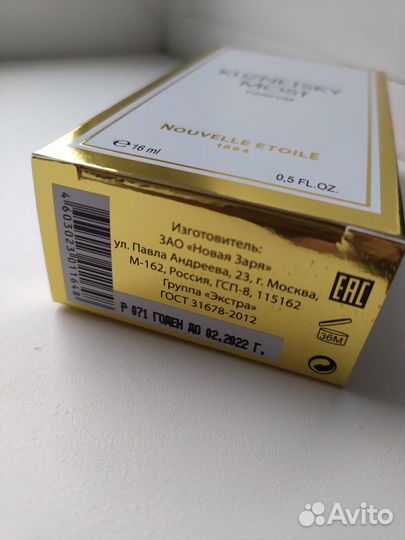 KUZNETSKY
MOST
PARFUM
NOUVELLE ETOILE
1864
e 16 ml
0,5 FL.OZ.
Изготовитель:
ЗАО «Новая Заря»
ул. Павла Андреева, 23, г. Москва,
М-162, Россия, ГСП-8, 115162
Группа «Экстра»
ГОСТ 31678-2012
Р 071 ГОДЕН ДО 02.2022 Г.
EAC
36M
4603023011648
Avito